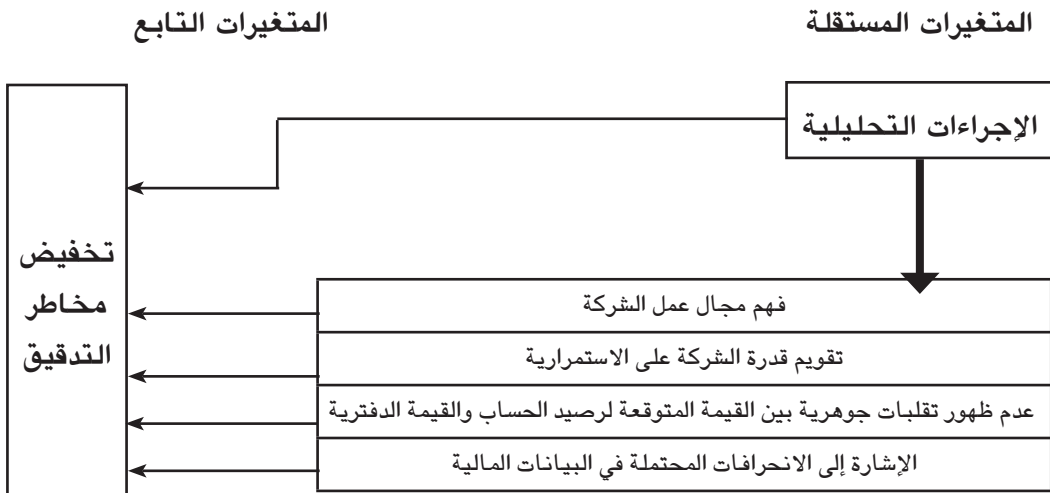 المتغيرات المستقلة
المتغيرات التابع
الإجراءات التحليلية
تخفيض
مخاطر
التدقيق
فهم مجال عمل الشركة
تقويم قدرة الشركة على الاستمرارية
عدم ظهور تقلبات جوهرية بين القيمة المتوقعة لرصيد الحساب والقيمة الدفترية
الإشارة إلى الانحرافات المحتملة في البيانات المالية